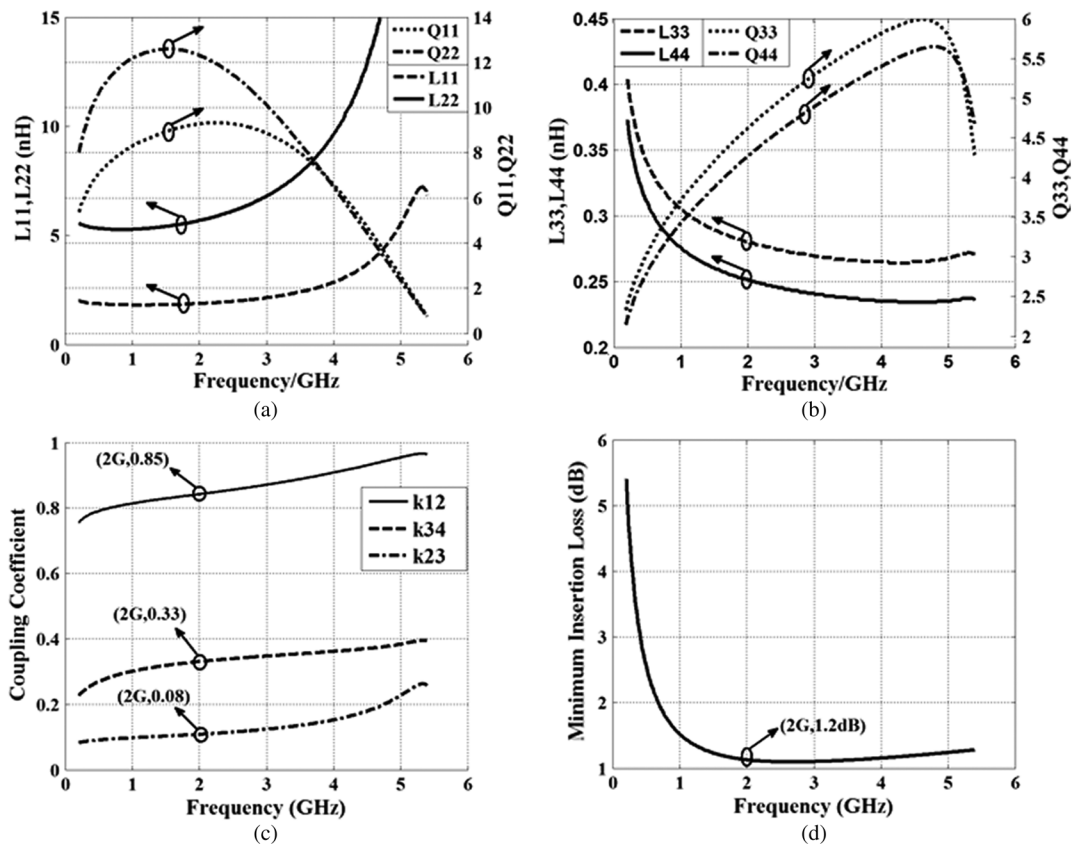 15
10
5
0
L11,L22 (nH)
14
12
10
8
6
4
2
0
Q11,Q22
Q11
Q22
L11
L22
0 1 2 3 4 5 6
Frequency/GHz
(a)
0.45
0.4
0.35
0.3
0.25
0.2
L33,L44 (nH)
L33 Q33
L44 Q44
6
5.5
5
4.5
4
3.5
3
2.5
2
Q33,Q44
0 1 2 3 4 5 6
Frequency/GHz
(b)
1
0.8
0.6
0.4
0.2
0
Coupling Coefficient
(2G,0.85)
k12
k34
k23
(2G,0.33)
(2G,0.08)
0 1 2 3 4 5 6
Frequency (GHz)
(c)
6
5
4
3
2
1
Minimum Insertion Loss (dB)
(2G,1.2dB)
0 1 2 3 4 5 6
Frequency (GHz)
(d)